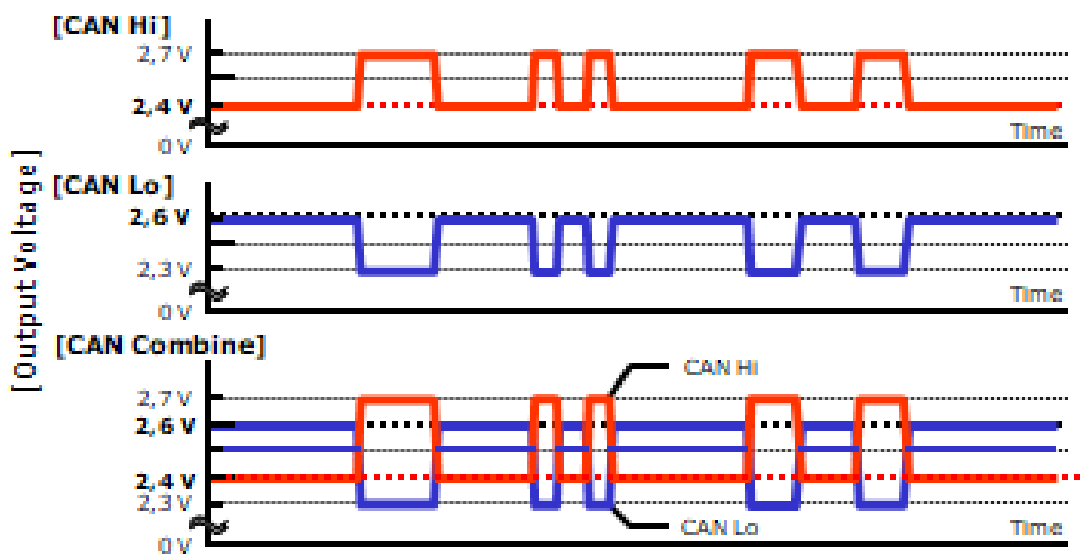 [Output Voltage]
[CAN Hi]
2,7 V
2,4 V
0 V
Time
[CAN Lo]
2,6 V
2,3 V
0 V
Time
[CAN Combine]
CAN Hi
2,7 V
2,6 V
2,4 V
2,3 V
CAN Lo
0 V
Time